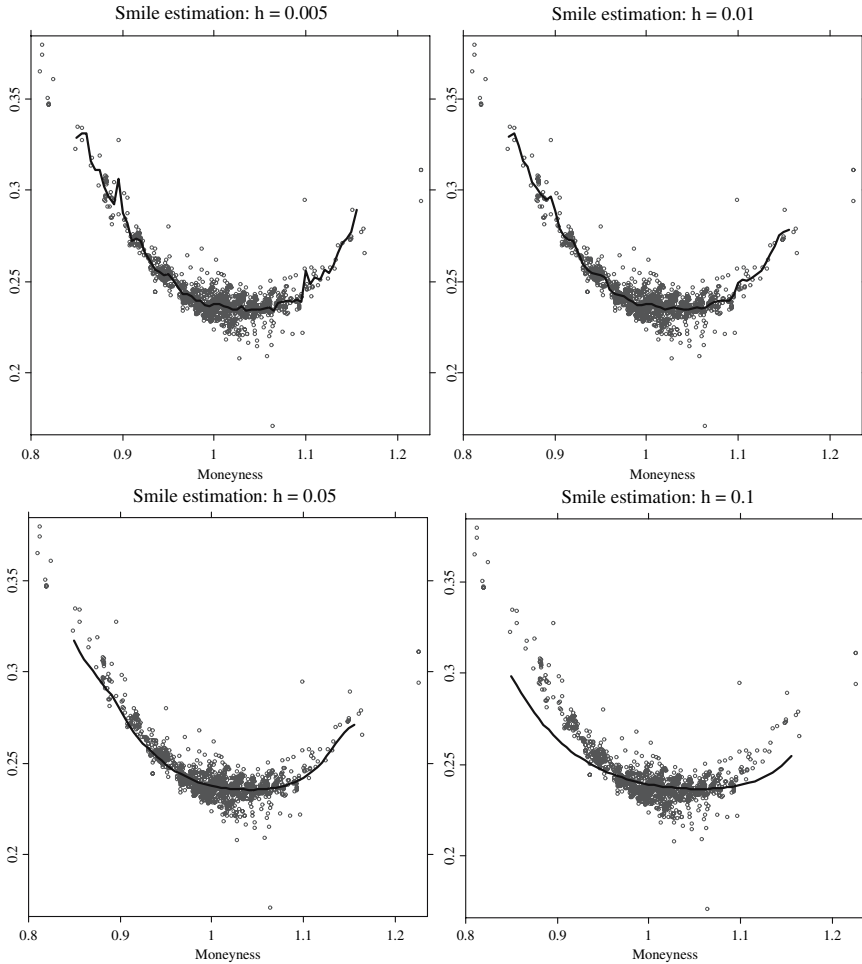 Smile estimation: h = 0.005
0.35
0.3
0.25
0.2
0.8 0.9 1 1.1 1.2
Moneyness
Smile estimation: h = 0.01
0.35
0.3
0.25
0.2
0.8 0.9 1 1.1 1.2
Moneyness
Smile estimation: h = 0.05
0.35
0.3
0.25
0.2
0.8 0.9 1 1.1 1.2
Moneyness
Smile estimation: h = 0.1
0.35
0.3
0.25
0.2
0.8 0.9 1 1.1 1.2
Moneyness